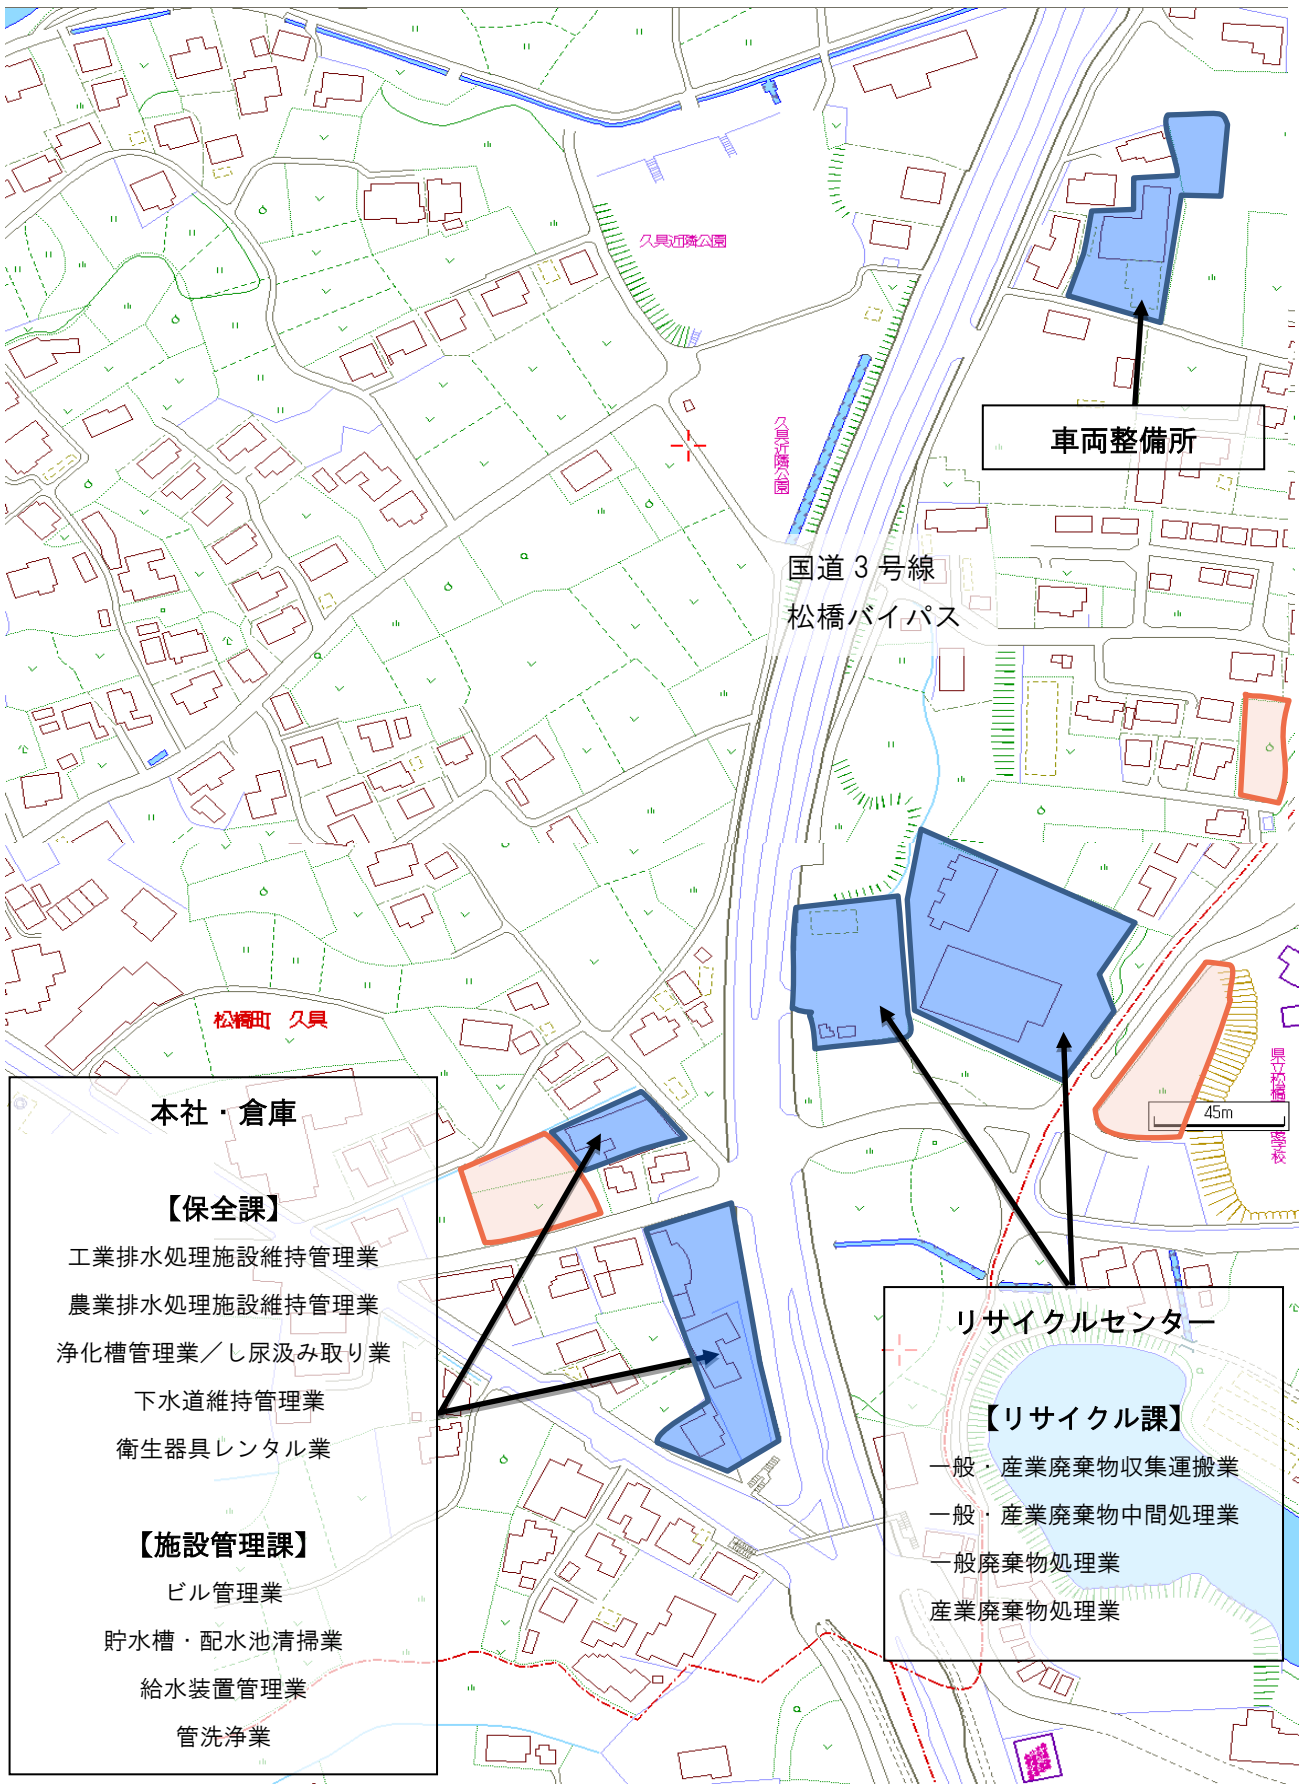 久具近隣公園
車両整備所
久具近隣公園
国道3号線
松橋バイパス
松橋町 久具
45m
本社・倉庫
【保全課】
工業排水処理施設維持管理業
農業排水処理施設維持管理業
浄化槽管理業／し尿汲み取り業
下水道維持管理業
衛生器具レンタル業
【施設管理課】
ビル管理業
貯水槽・配水池清掃業
給水装置管理業
管洗浄業
リサイクルセンター
【リサイクル課】
一般・産業廃棄物収集運搬業
一般・産業廃棄物中間処理業
一般廃棄物処理業
産業廃棄物処理業